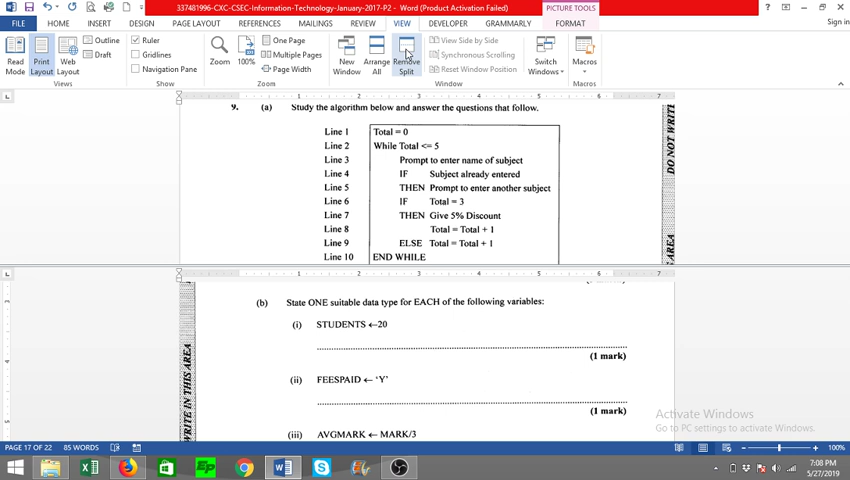 337481996-CXC-CSEC-Information-Technology-January-2017-P2 - Word (Product Activation Failed)
PICTURE TOOLS
FILE HOME INSERT DESIGN PAGE LAYOUT REFERENCES MAILINGS REVIEW VIEW DEVELOPER GRAMMARLY FORMAT
Sign in
Read Mode
Print Layout
Web Layout
Outline
Draft
Views
Ruler
Gridlines
Navigation Pane
Show
Zoom
100%
One Page
Multiple Pages
Page Width
Zoom
New Window
Arrange All
Remove Split
View Side by Side
Synchronous Scrolling
Reset Window Position
Window
Switch Windows
Macros
Macros
9. (a) Study the algorithm below and answer the questions that follow.
Line 1 Total = 0
Line 2 While Total <= 5
Line 3 Prompt to enter name of subject
Line 4 IF Subject already entered
Line 5 THEN Prompt to enter another subject
Line 6 IF Total = 3
Line 7 THEN Give 5% Discount
Line 8 Total = Total + 1
Line 9 ELSE Total = Total + 1
Line 10 END WHILE
DO NOT WRIT
AREA
(b) State ONE suitable data type for EACH of the following variables:
(i) STUDENTS ←20
(1 mark)
(ii) FEESPAID ← ‘Y’
(1 mark)
(iii) AVGMARK ← MARK/3
WRITE IN THIS AREA
Activate Windows
Go to PC settings to activate Windows.
PAGE 17 OF 22 85 WORDS
100%
7:08 PM
5/27/2019